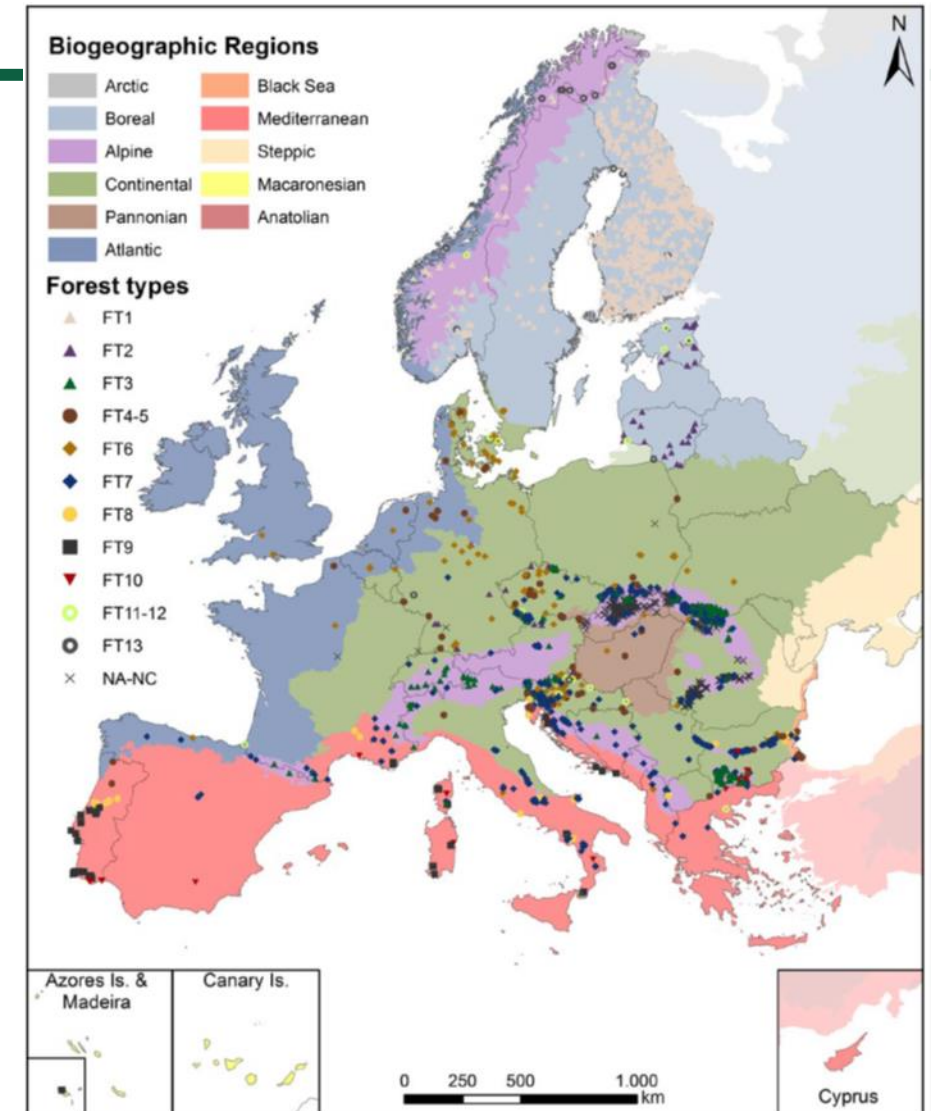 N
Biogeographic Regions
Arctic
Black Sea
Boreal
Mediterranean
Alpine
Steppic
Continental
Macaronesian
Pannonian
Anatolian
Atlantic
Forest types
FT1
FT2
FT3
FT4-5
FT6
FT7
FT8
FT9
FT10
FT11-12
FT13
NA-NC
Azores Is. &
Madeira
Canary Is.
0 250 500 1.000
km
Cyprus